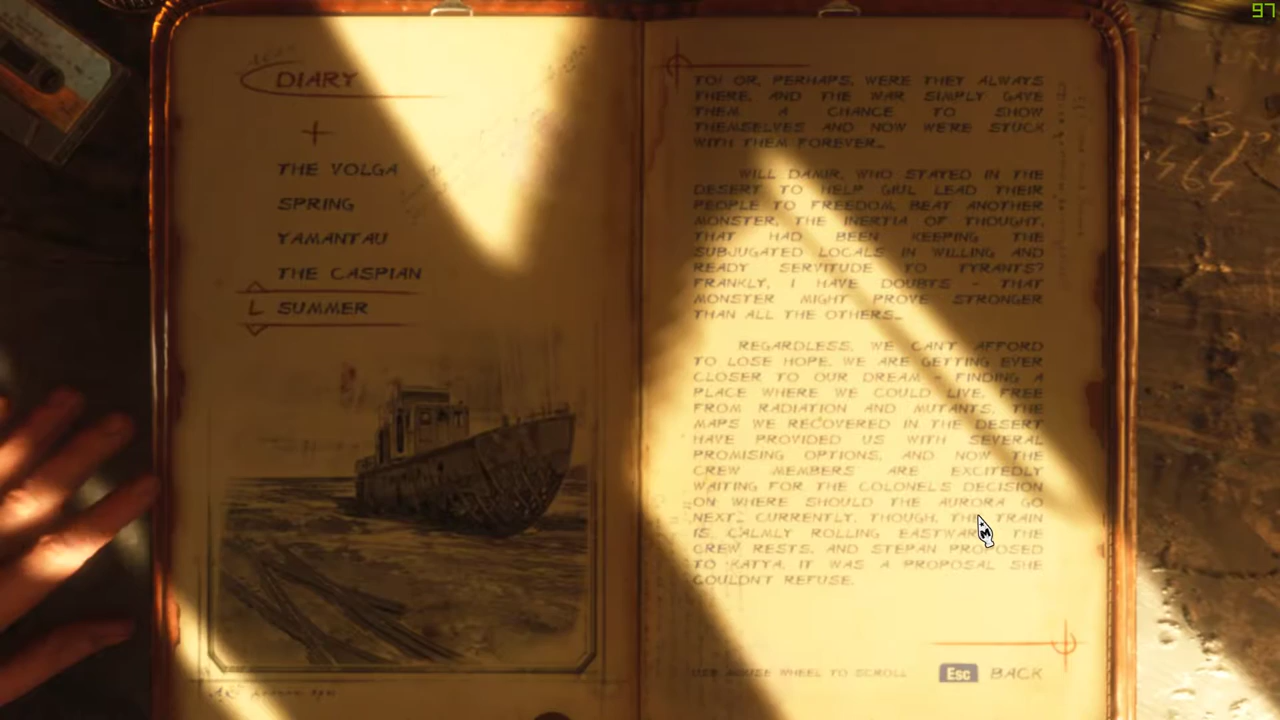 97
DIARY
THE VOLGA
SPRING
YAMANTAU
THE CASPIAN
SUMMER
TO! OR, PERHAPS, WERE THEY ALWAYS
THERE, AND THE WAR SIMPLY GAVE
THEM A CHANCE TO SHOW
THEMSELVES AND NOW WE'RE STUCK
WITH THEM FOREVER...
WILL DAMIR, WHO STAYED IN THE
DESERT TO HELP GIUL LEAD THEIR
PEOPLE TO FREEDOM, BEAT ANOTHER
MONSTER, THE INERTIA OF THOUGHT,
THAT HAD BEEN KEEPING THE
SUBJUGATED LOCALS IN WILLING AND
READY SERVITUDE TO TYRANTS?
FRANKLY, I HAVE DOUBTS - THAT
MONSTER MIGHT PROVE STRONGER
THAN ALL THE OTHERS...
REGARDLESS, WE CAN'T AFFORD
TO LOSE HOPE. WE ARE GETTING EVER
CLOSER TO OUR DREAM - FINDING A
PLACE WHERE WE COULD LIVE, FREE
FROM RADIATION AND MUTANTS. THE
MAPS WE RECOVERED IN THE DESERT
HAVE PROVIDED US WITH SEVERAL
PROMISING OPTIONS, AND NOW THE
CREW MEMBERS ARE EXCITEDLY
WAITING FOR THE COLONEL'S DECISION
ON WHERE SHOULD THE AURORA GO
NEXT... CURRENTLY, THOUGH, THE TRAIN
IS CALMLY ROLLING EASTWARD, THE
CREW RESTS, AND STEPAN PROPOSED
TO KATYA. IT WAS A PROPOSAL SHE
COULDN'T REFUSE.
USE MOUSE WHEEL TO SCROLL Esc BACK